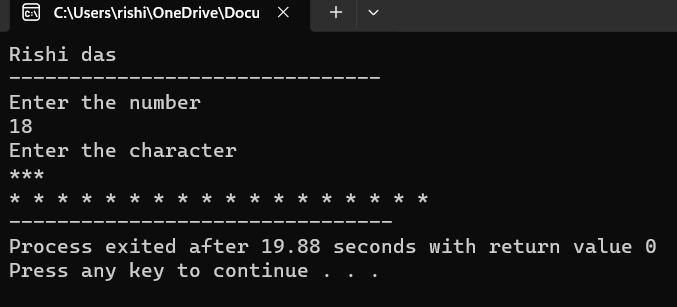 C:\Users\rishi\OneDrive\Docu
Rishi das
-------------------------------
Enter the number
18
Enter the character
***
* * * * * * * * * * * * * * * * * *
--------------------------------
Process exited after 19.88 seconds with return value 0
Press any key to continue . . .